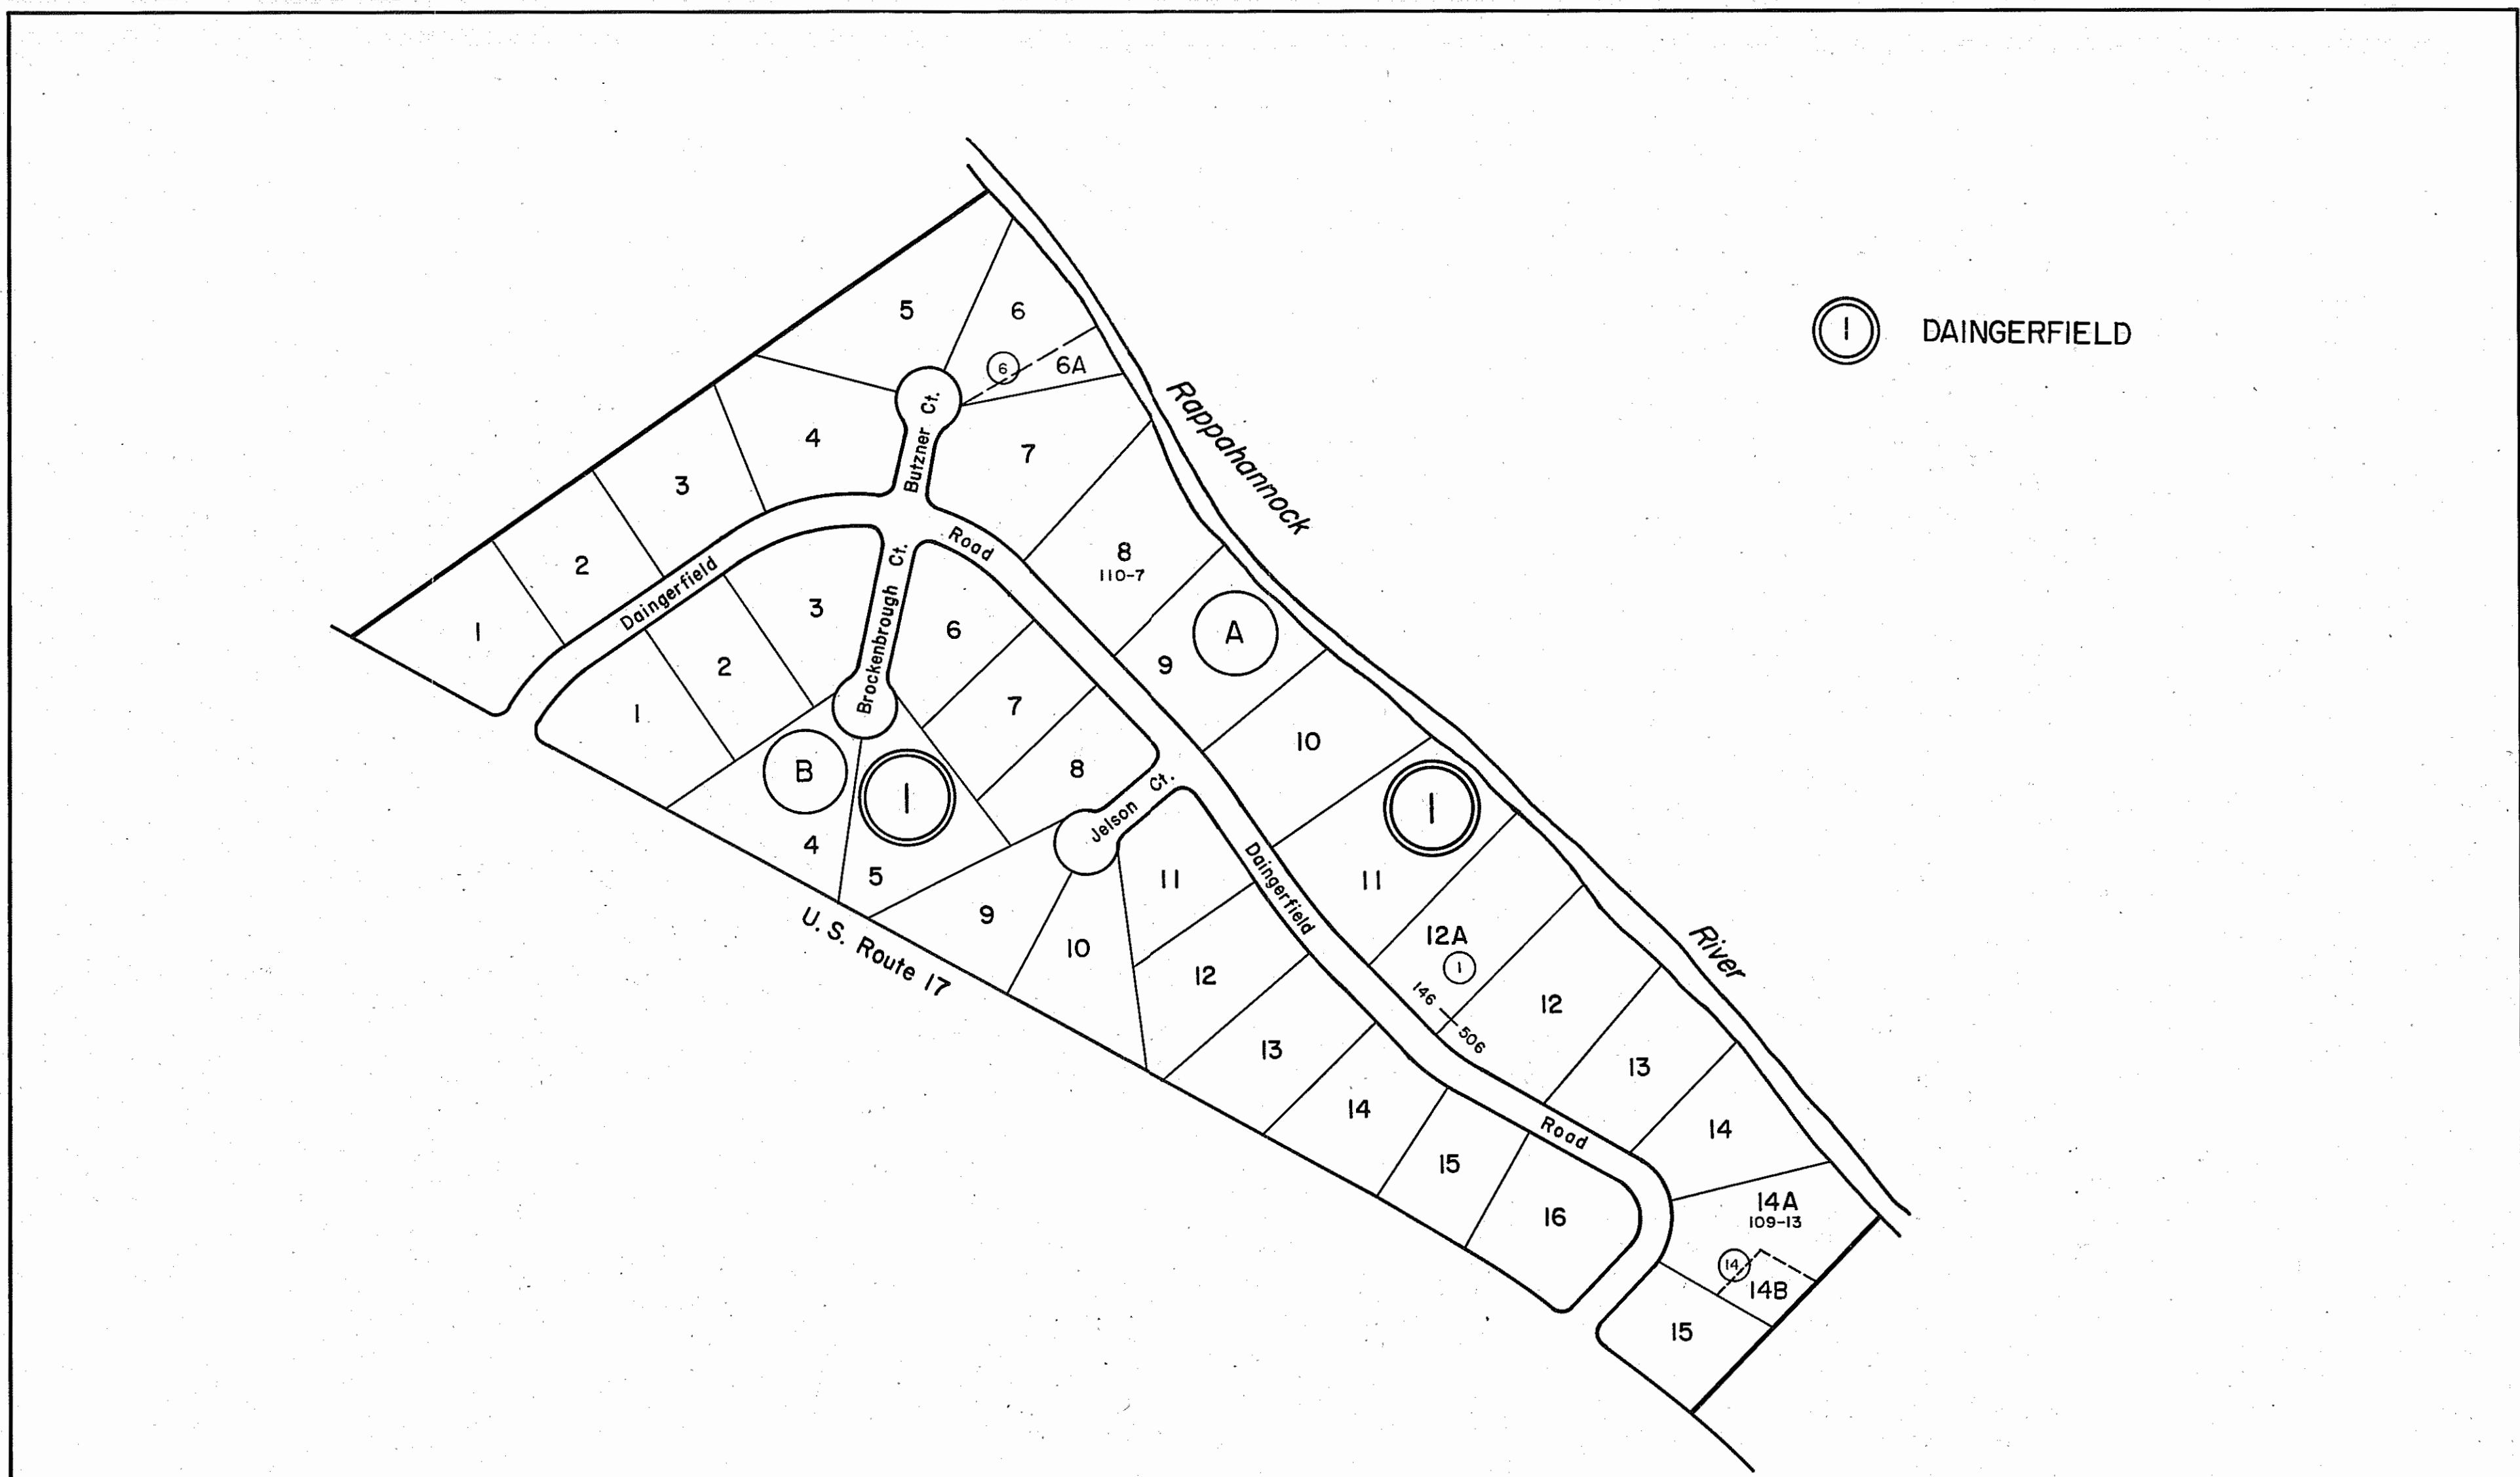 I DAINGERFIELD
5
6
6
6A
4
7
3
Rappahannock
2
1
Butzner Ct.
Road
8
110-7
Daingerfield
3
2
1
Brockenbrough Ct.
6
7
8
A
9
10
B
I
4
5
Jelson Ct.
I
11
U.S. Route 17
9
10
11
12
Daingerfield
12A
1
146
506
12
River
13
13
14
14
15
Road
16
14A
109-13
14
14B
15